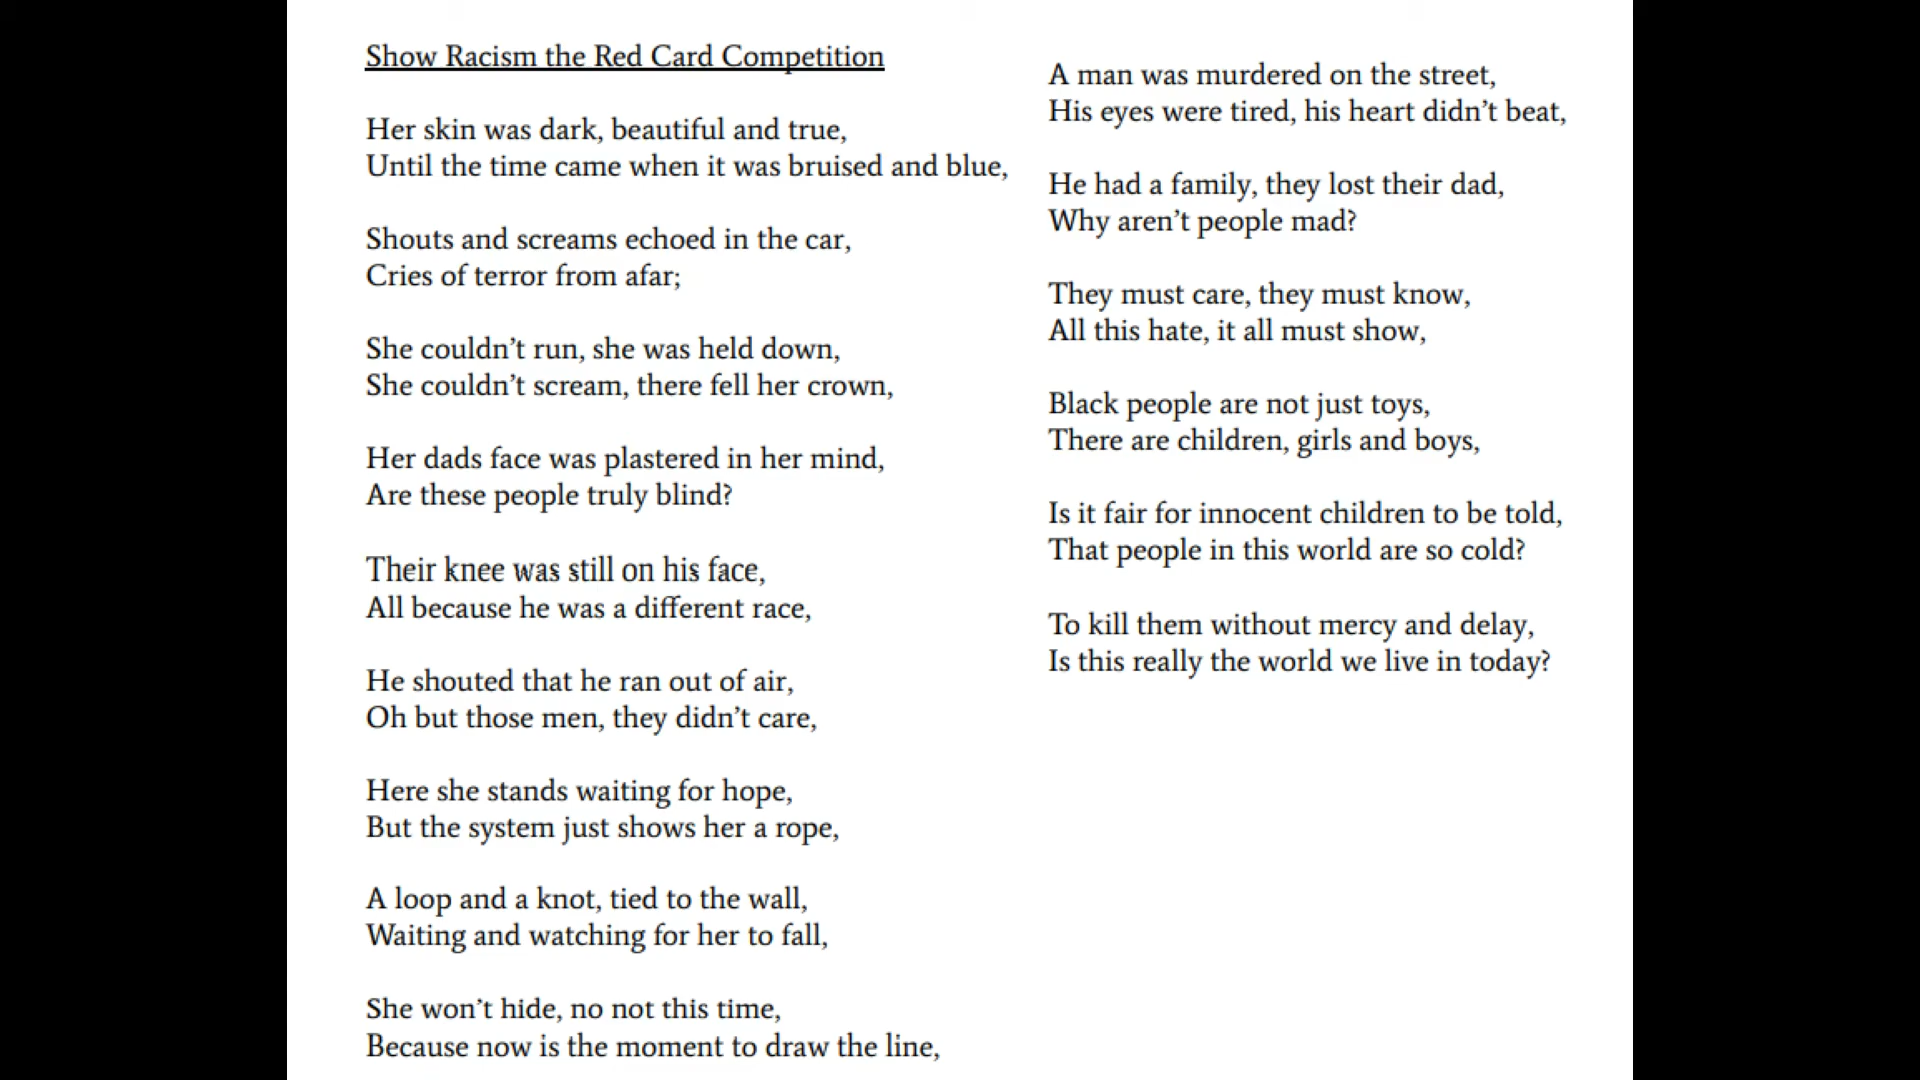 Show Racism the Red Card Competition
Her skin was dark, beautiful and true,
Until the time came when it was bruised and blue,
Shouts and screams echoed in the car,
Cries of terror from afar;
She couldn’t run, she was held down,
She couldn’t scream, there fell her crown,
Her dads face was plastered in her mind,
Are these people truly blind?
Their knee was still on his face,
All because he was a different race,
He shouted that he ran out of air,
Oh but those men, they didn’t care,
Here she stands waiting for hope,
But the system just shows her a rope,
A loop and a knot, tied to the wall,
Waiting and watching for her to fall,
She won’t hide, no not this time,
Because now is the moment to draw the line,
A man was murdered on the street,
His eyes were tired, his heart didn’t beat,
He had a family, they lost their dad,
Why aren’t people mad?
They must care, they must know,
All this hate, it all must show,
Black people are not just toys,
There are children, girls and boys,
Is it fair for innocent children to be told,
That people in this world are so cold?
To kill them without mercy and delay,
Is this really the world we live in today?